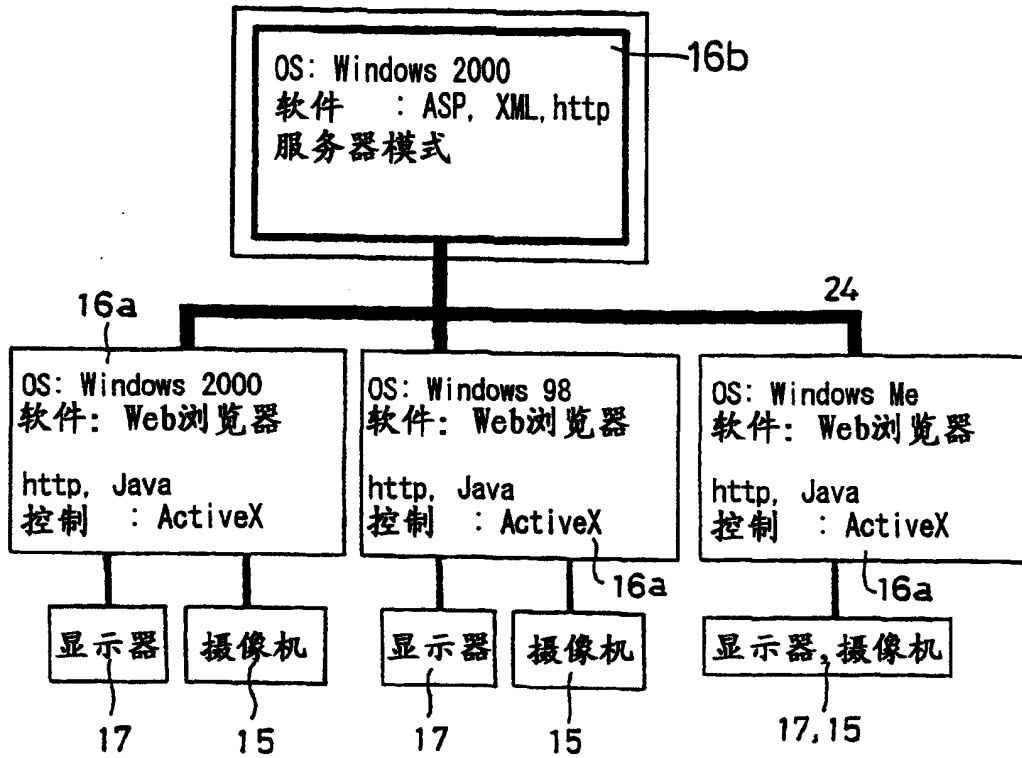 16b
OS: Windows 2000
软件 : ASP, XML,http
服务器模式
24
16a
OS: Windows 2000
软件: Web浏览器
http, Java
控制 : ActiveX
OS: Windows 98
软件: Web浏览器
http, Java
控制 : ActiveX
16a
OS: Windows Me
软件: Web浏览器
http, Java
控制 : ActiveX
16a
显示器
摄像机
显示器
摄像机
显示器,摄像机
17
15
17
15
17,15